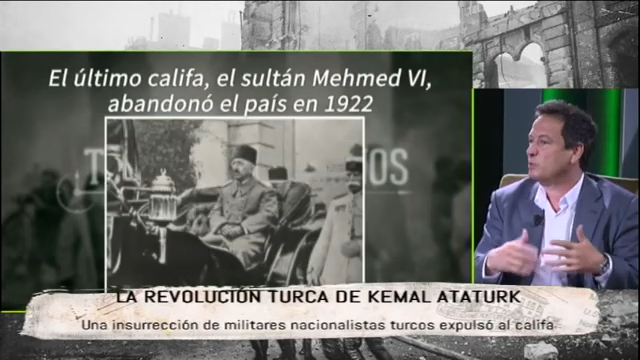 El último califa, el sultán Mehmed VI,
abandonó el país en 1922
LA REVOLUCIÓN TURCA DE KEMAL ATATURK
Una insurrección de militares nacionalistas turcos expulsó al califa